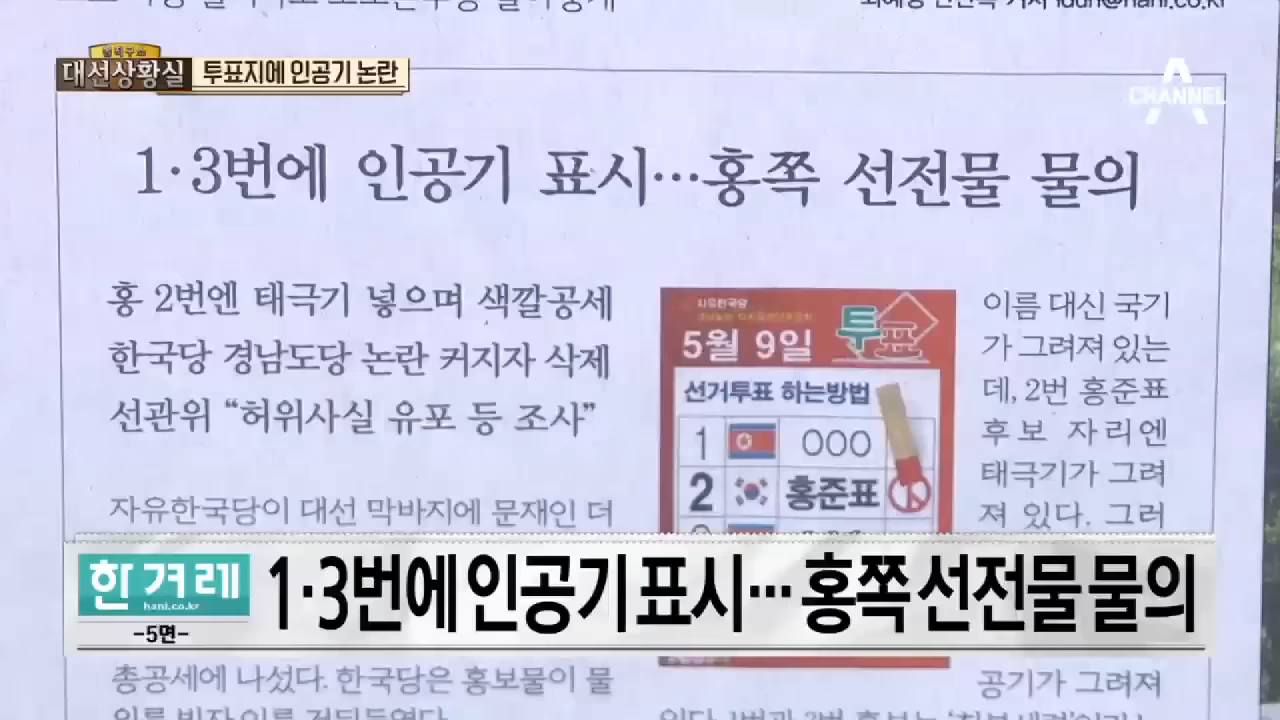 대선상황실
투표지에 인공기 논란
CHANNEL
1·3번에 인공기 표시…홍쪽 선전물 물의
홍 2번엔 태극기 넣으며 색깔공세
한국당 경남도당 논란 커지자 삭제
선관위 “허위사실 유포 등 조사”
자유한국당이 대선 막바지에 문재인 더
자유한국당
5월 9일
투표
선거투표 하는방법
1 OOO
2 홍준표
이름 대신 국기
가 그려져 있는
데, 2번 홍준표
후보 자리엔
태극기가 그려
져 있다. 그러
한겨레
hani.co.kr
-5면-
1·3번에 인공기 표시… 홍쪽 선전물 물의
총공세에 나섰다. 한국당은 홍보물이 물
공기가 그려져